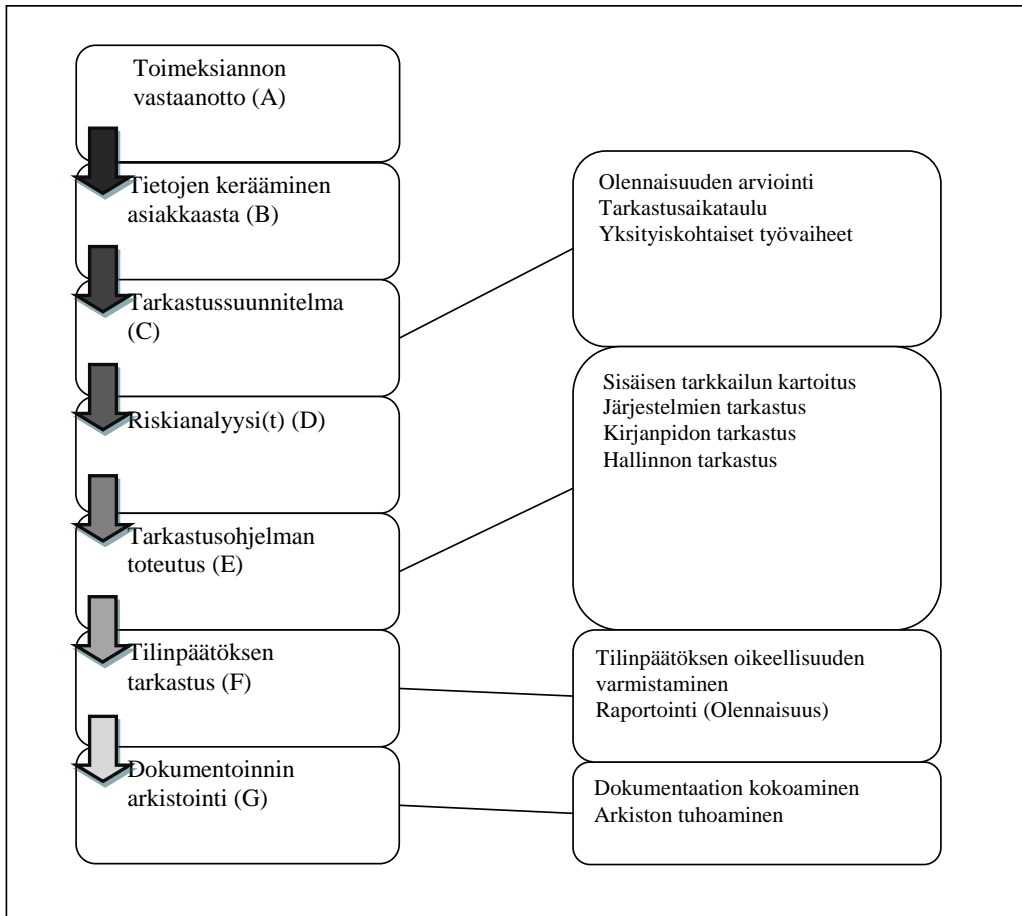 Toimeksiannon
vastaanotto (A)
Tietojen kerääminen
asiakkaasta (B)
Tarkastussuunnitelma
(C)
Riskianalyysi(t) (D)
Tarkastusohjelman
toteutus (E)
Tilinpäätöksen
tarkastus (F)
Dokumentoinnin
arkistointi (G)
Olennaisuuden arviointi
Tarkastusaikataulu
Yksityiskohtaiset työvaiheet
Sisäisen tarkkailun kartoitus
Järjestelmien tarkastus
Kirjanpidon tarkastus
Hallinnon tarkastus
Tilinpäätöksen oikeellisuuden
varmistaminen
Raportointi (Olennaisuus)
Dokumentaation kokoaminen
Arkiston tuhoaminen